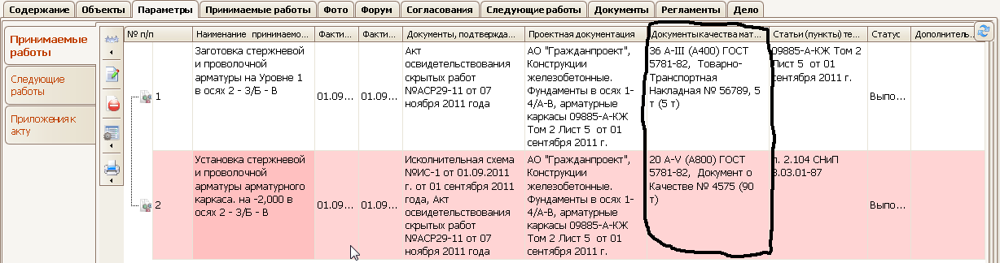 Содержание Объекты Параметры Принимаемые работы Фото Форум Согласования Следующие работы Документы Регламенты Дело
Принимаемые
работы
Следующие
работы
Приложения к
акту
№ п/п Наименание принимаемо... Факти... Факти... Документы, подтвержда... Проектная документация Документы качества мат... Статьи (пункты) те... Статус Дополнитель...
1
Заготовка стержневой
и проволочной
арматуры на Уровне 1
в осях 2 - 3/Б - В
01.09... 01.09...
Акт
освидетельствования
скрытых работ
№АСР29-11 от 07
ноября 2011 года
АО "Гражданпроект",
Конструкции
железобетонные.
Фундаменты в осях 1-
4/А-В, арматурные
каркасы 09885-А-КЖ
Том 2 Лист 5 от 01
сентября 2011 г.
36 А-III (А400) ГОСТ
5781-82, Товарно-
Транспортная
Накладная № 56789, 5
т (5 т)
09885-А-КЖ Том 2
Лист 5 от 01
сентября 2011 г.
Выпо...
2
Установка стержневой
и проволочной
арматуры арматурного
каркаса. на -2,000 в
осях 2 - 3/Б - В
01.09... 01.09...
Исполнительная схема
№ИС-1 от 01.09.2011
г. от 01 сентября 2011
года, Акт
освидетельствования
скрытых работ
№АСР29-11 от 07
ноября 2011 года
АО "Гражданпроект",
Конструкции
железобетонные.
Фундаменты в осях 1-
4/А-В, арматурные
каркасы 09885-А-КЖ
Том 2 Лист 5 от 01
сентября 2011 г.
20 А-V (А800) ГОСТ
5781-82, Документ о
Качестве № 4575 (90
т)
п. 2.104 СНиП
3.03.01-87
Выпо...